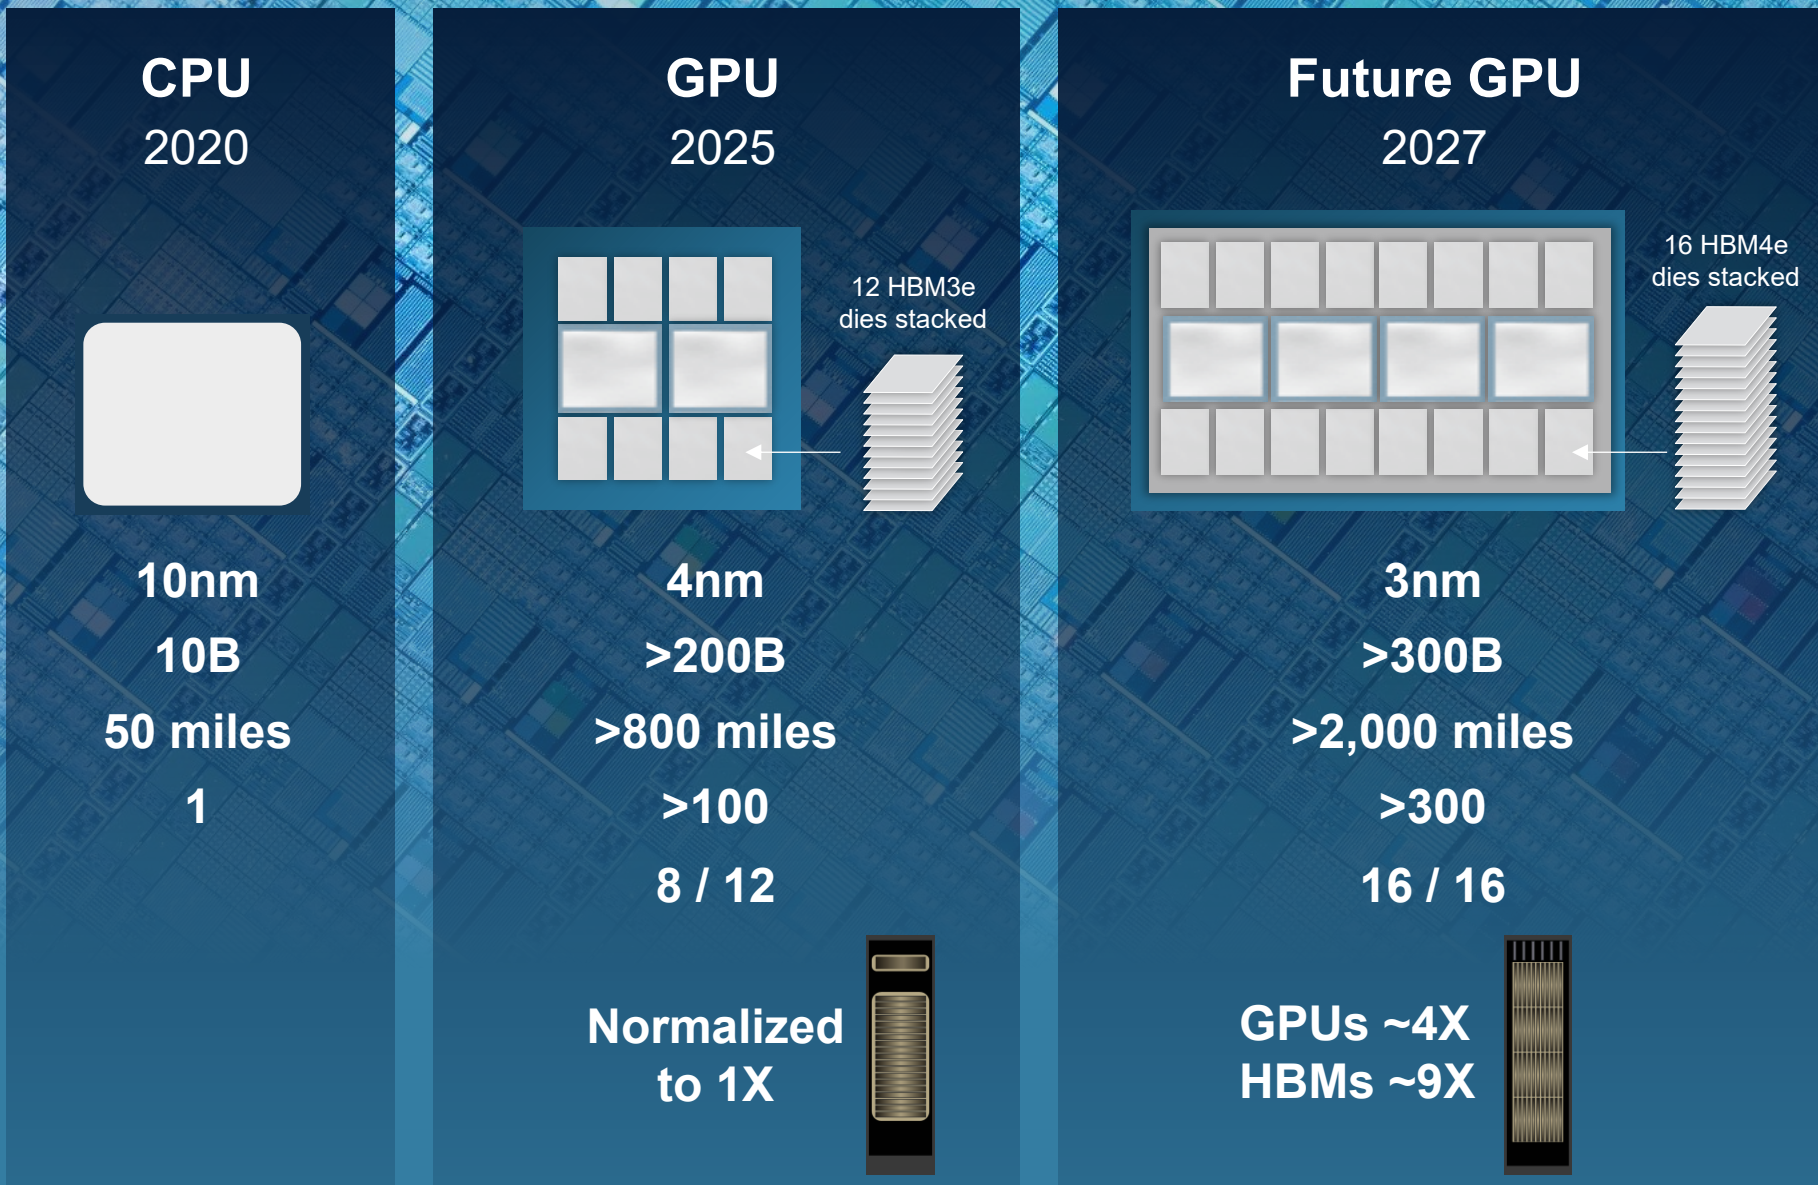 CPU
2020
10nm
10B
50 miles
1
GPU
2025
12 HBM3e
dies stacked
4nm
>200B
>800 miles
>100
8 / 12
Normalized
to 1X
Future GPU
2027
16 HBM4e
dies stacked
3nm
>300B
>2,000 miles
>300
16 / 16
GPUs ~4X
HBMs ~9X